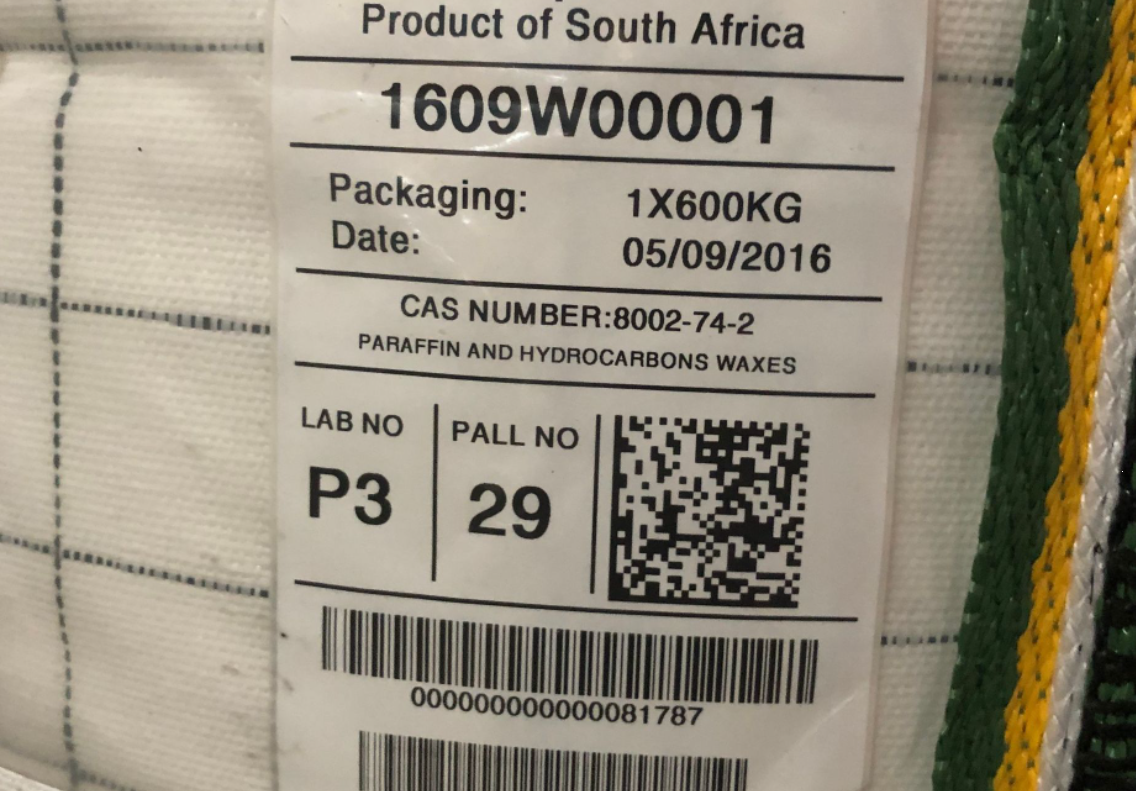 Product of South Africa
1609W00001
Packaging: 1X600KG
Date: 05/09/2016
CAS NUMBER:8002-74-2
PARAFFIN AND HYDROCARBONS WAXES
LAB NO PALL NO
P3 29
000000000000081787